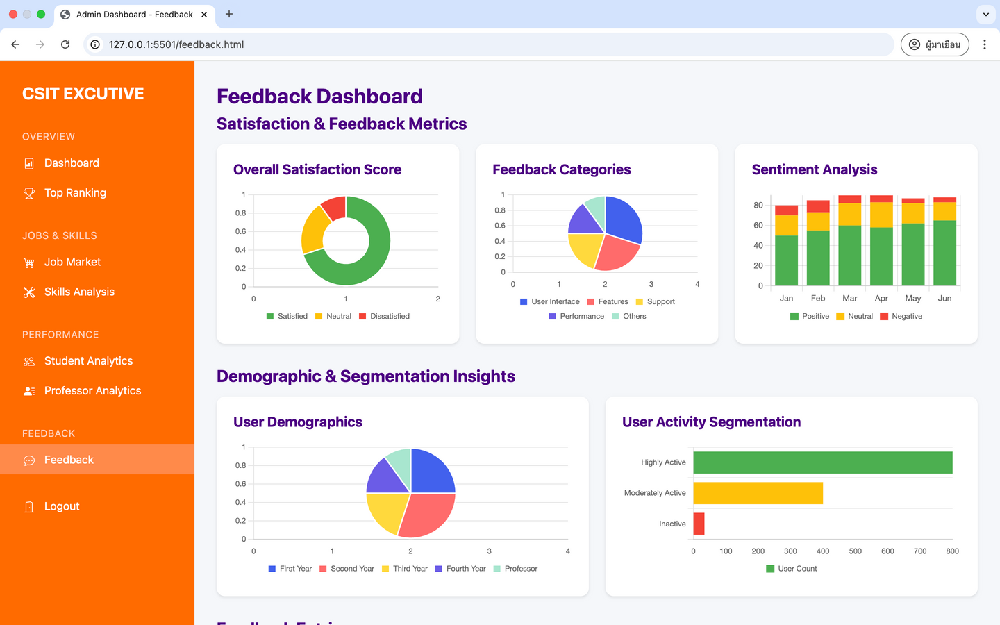 Admin Dashboard - Feedback
127.0.0.1:5501/feedback.html
ผู้มาเยือน
CSIT EXCUTIVE
OVERVIEW
Dashboard
Top Ranking
JOBS & SKILLS
Job Market
Skills Analysis
PERFORMANCE
Student Analytics
Professor Analytics
FEEDBACK
Feedback
Logout
Feedback Dashboard
Satisfaction & Feedback Metrics
Overall Satisfaction Score
1
0.8
0.6
0.4
0.2
0
0 1 2
Satisfied Neutral Dissatisfied
Feedback Categories
1
0.8
0.6
0.4
0.2
0
0 1 2 3 4
User Interface Features Support
Performance Others
Sentiment Analysis
80
60
40
20
0
Jan Feb Mar Apr May Jun
Positive Neutral Negative
Demographic & Segmentation Insights
User Demographics
1
0.8
0.6
0.4
0.2
0
0 1 2 3 4
First Year Second Year Third Year Fourth Year Professor
User Activity Segmentation
Highly Active
Moderately Active
Inactive
0 100 200 300 400 500 600 700 800
User Count